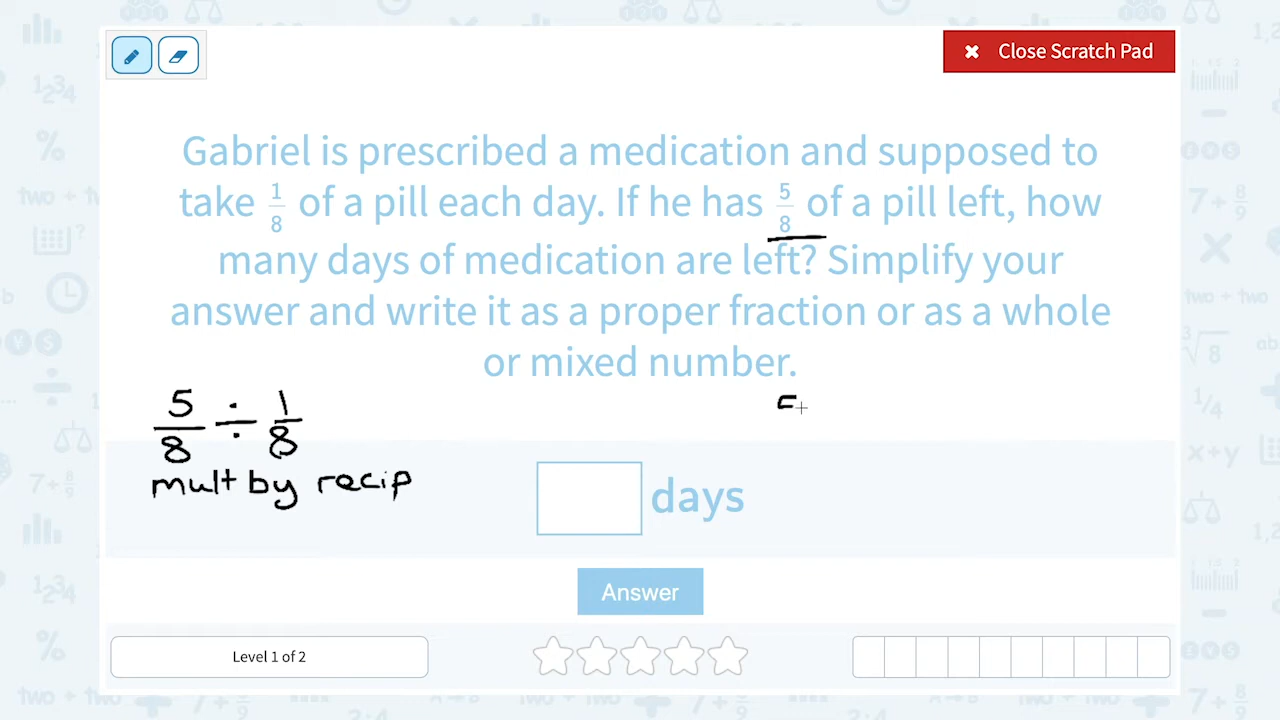 Close Scratch Pad
Gabriel is prescribed a medication and supposed to
take 1/8 of a pill each day. If he has 5/8 of a pill left, how
many days of medication are left? Simplify your
answer and write it as a proper fraction or as a whole
or mixed number.
5/8 ÷ 1/8
mult by recip
days
Answer
Level 1 of 2